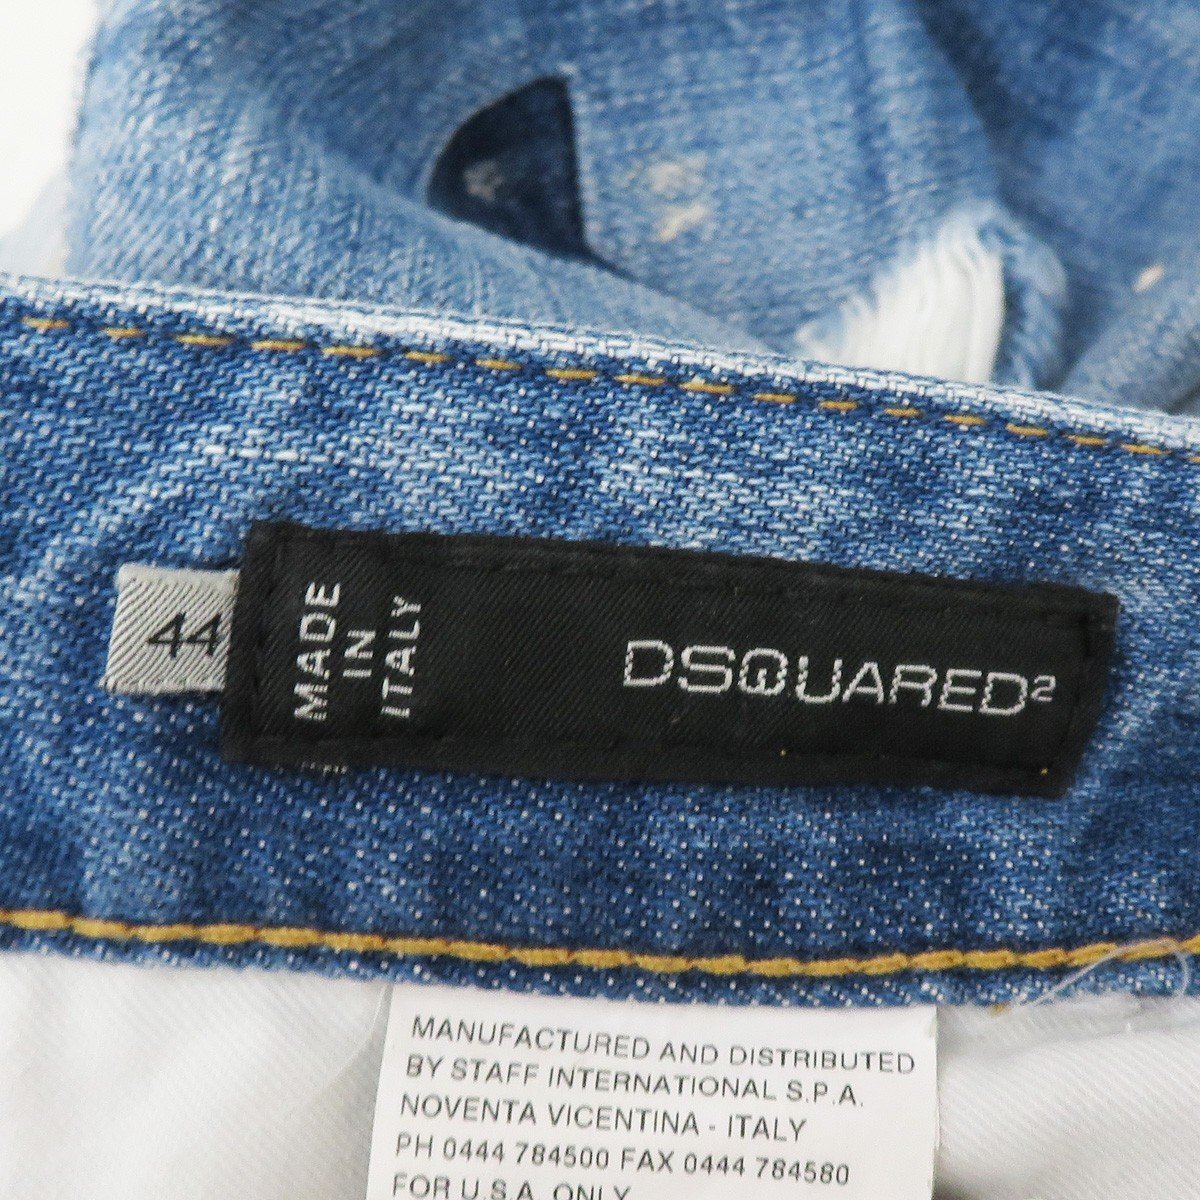 44
MADE
IN
ITALY
DSQUARED²
MANUFACTURED AND DISTRIBUTED
BY STAFF INTERNATIONAL S.P.A.
NOVENTA VICENTINA - ITALY
PH 0444 784500 FAX 0444 784580
FOR U.S.A. ONLY